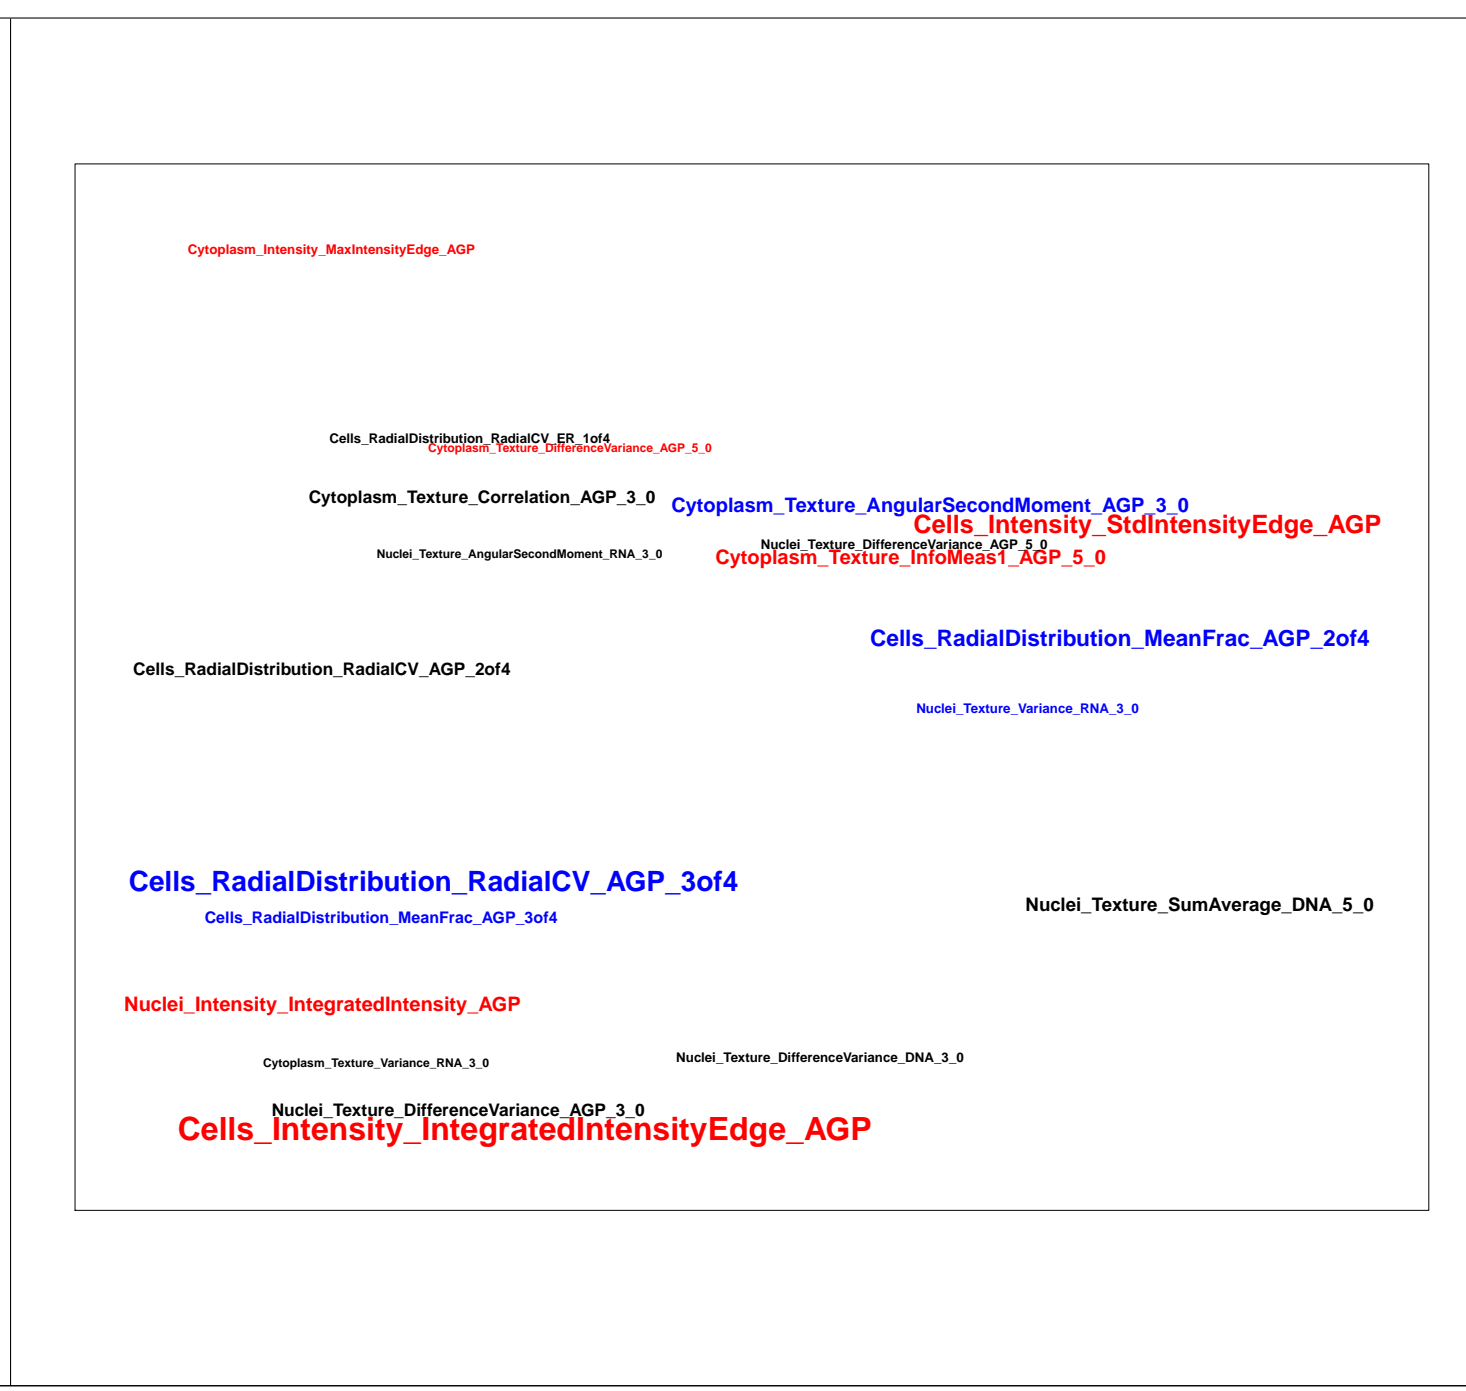 Cytoplasm_Intensity_MaxIntensityEdge_AGP
Cells_RadialDistribution_RadialCV_ER_1of4
Cytoplasm_Texture_DifferenceVariance_AGP_5_0
Cytoplasm_Texture_Correlation_AGP_3_0
Cytoplasm_Texture_AngularSecondMoment_AGP_3_0
Cells_Intensity_StdIntensityEdge_AGP
Nuclei_Texture_DifferenceVariance_AGP_5_0
Nuclei_Texture_AngularSecondMoment_RNA_3_0
Cytoplasm_Texture_InfoMeas1_AGP_5_0
Cells_RadialDistribution_MeanFrac_AGP_2of4
Cells_RadialDistribution_RadialCV_AGP_2of4
Nuclei_Texture_Variance_RNA_3_0
Cells_RadialDistribution_RadialCV_AGP_3of4
Nuclei_Texture_SumAverage_DNA_5_0
Cells_RadialDistribution_MeanFrac_AGP_3of4
Nuclei_Intensity_IntegratedIntensity_AGP
Nuclei_Texture_DifferenceVariance_DNA_3_0
Cytoplasm_Texture_Variance_RNA_3_0
Nuclei_Texture_DifferenceVariance_AGP_3_0
Cells_Intensity_IntegratedIntensityEdge_AGP